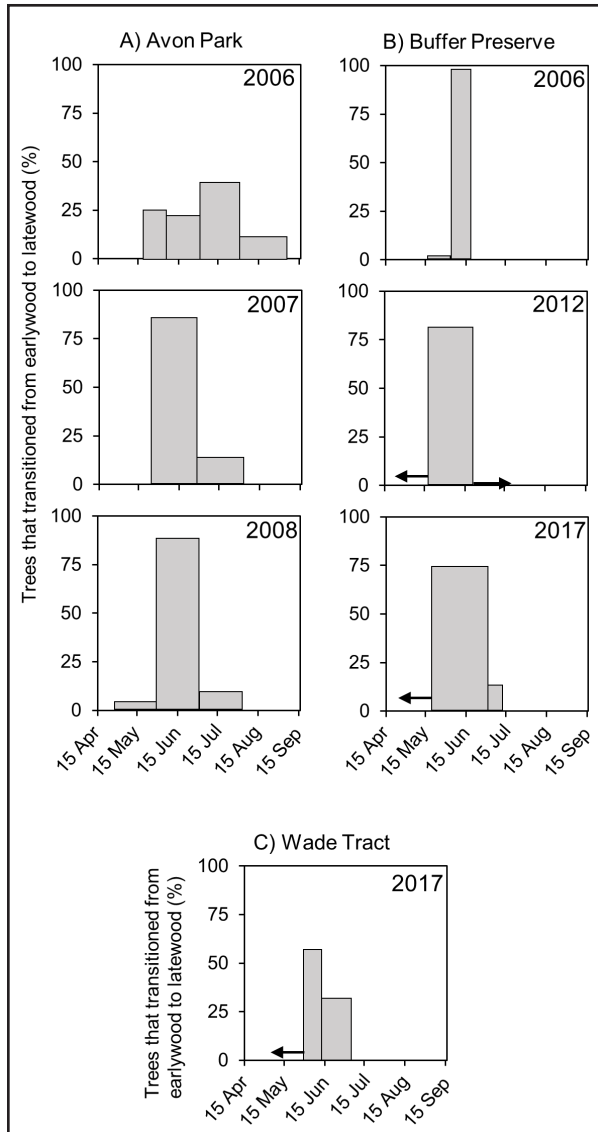 A) Avon Park
B) Buffer Preserve
Trees that transitioned from earlywood to latewood (%)
100
75
50
25
0
2006
100
75
50
25
0
2006
100
75
50
25
0
2007
100
75
50
25
0
2012
100
75
50
25
0
2008
15 Apr
15 May
15 Jun
15 Jul
15 Aug
15 Sep
100
75
50
25
0
2017
15 Apr
15 May
15 Jun
15 Jul
15 Aug
15 Sep
C) Wade Tract
Trees that transitioned from
earlywood to latewood (%)
100
75
50
25
0
2017
15 Apr
15 May
15 Jun
15 Jul
15 Aug
15 Sep